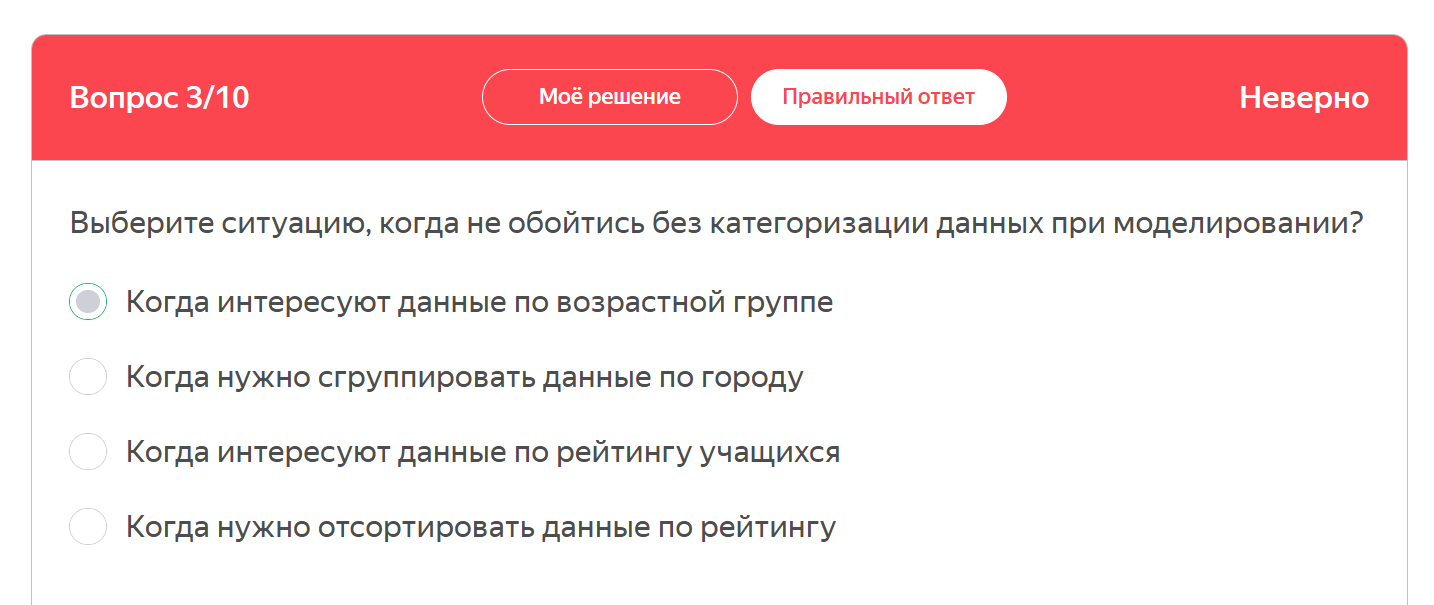 Вопрос 3/10
Моё решение
Правильный ответ
Неверно
Выберите ситуацию, когда не обойтись без категоризации данных при моделировании?
Когда интересуют данные по возрастной группе
Когда нужно сгруппировать данные по городу
Когда интересуют данные по рейтингу учащихся
Когда нужно отсортировать данные по рейтингу